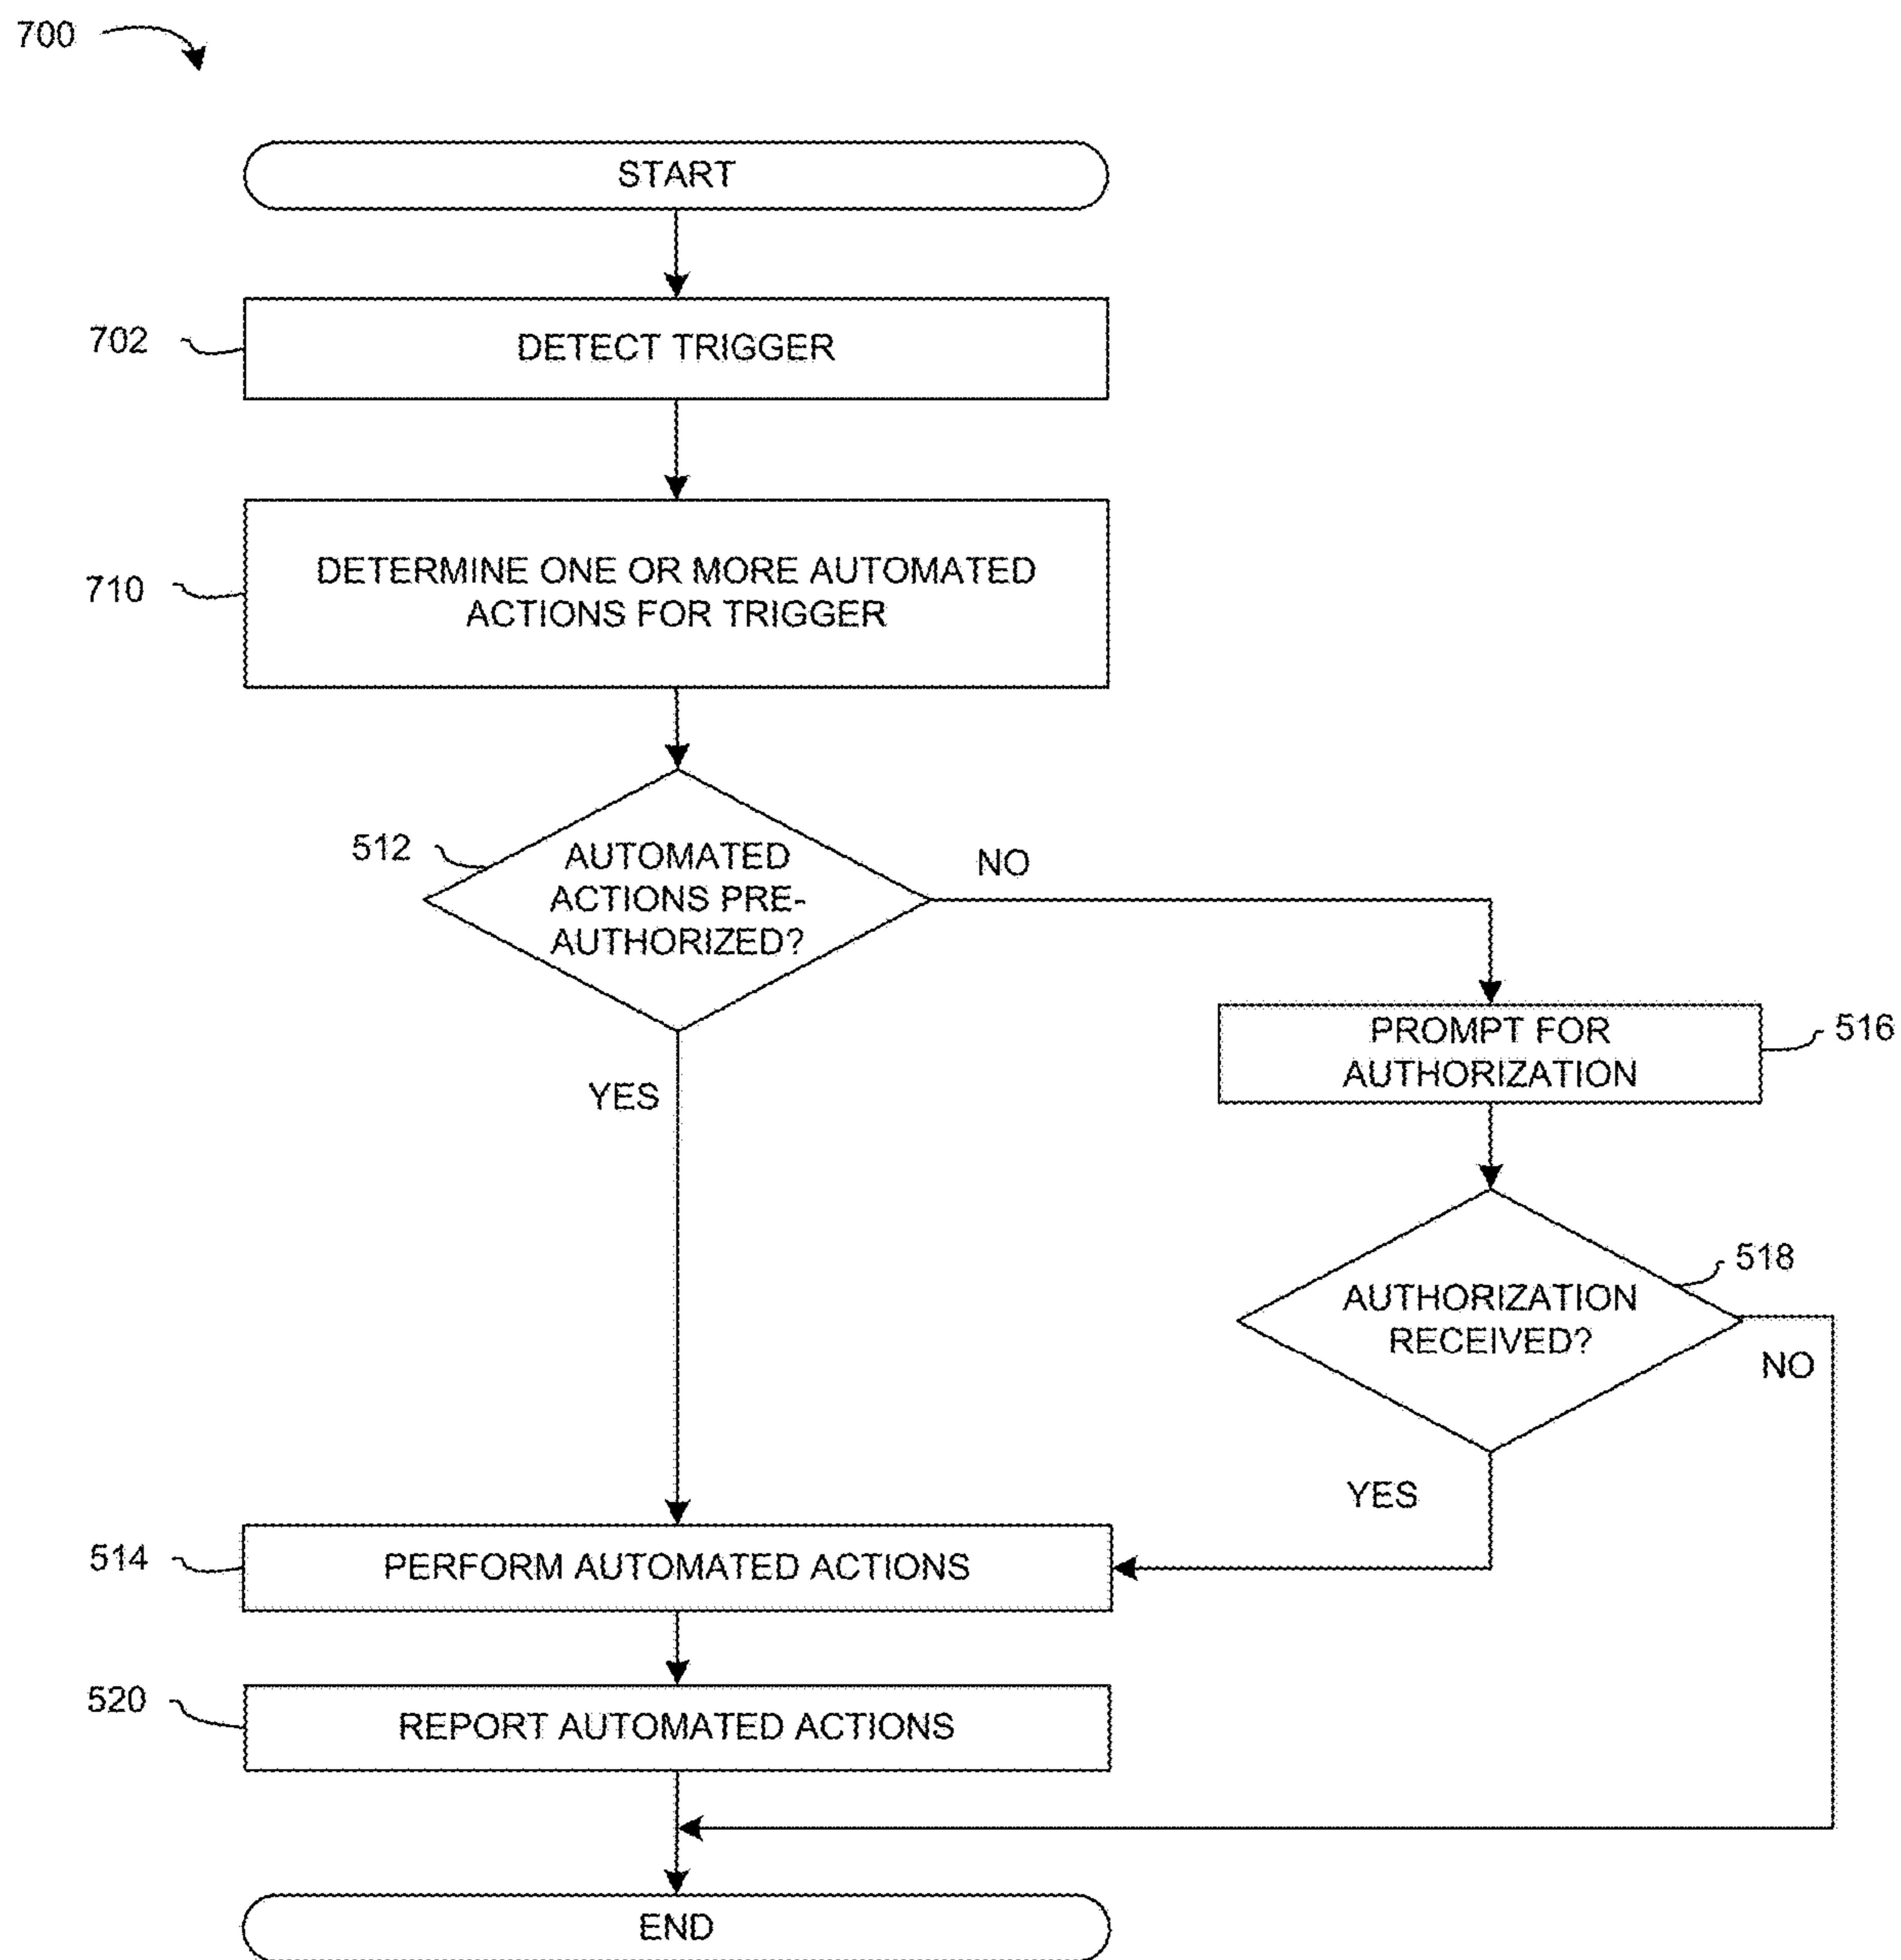 700
START
702
DETECT TRIGGER
710
DETERMINE ONE OR MORE AUTOMATED
ACTIONS FOR TRIGGER
512
AUTOMATED
ACTIONS PRE-
AUTHORIZED?
NO
YES
PROMPT FOR
AUTHORIZATION
516
518
AUTHORIZATION
RECEIVED?
NO
YES
514
PERFORM AUTOMATED ACTIONS
520
REPORT AUTOMATED ACTIONS
END